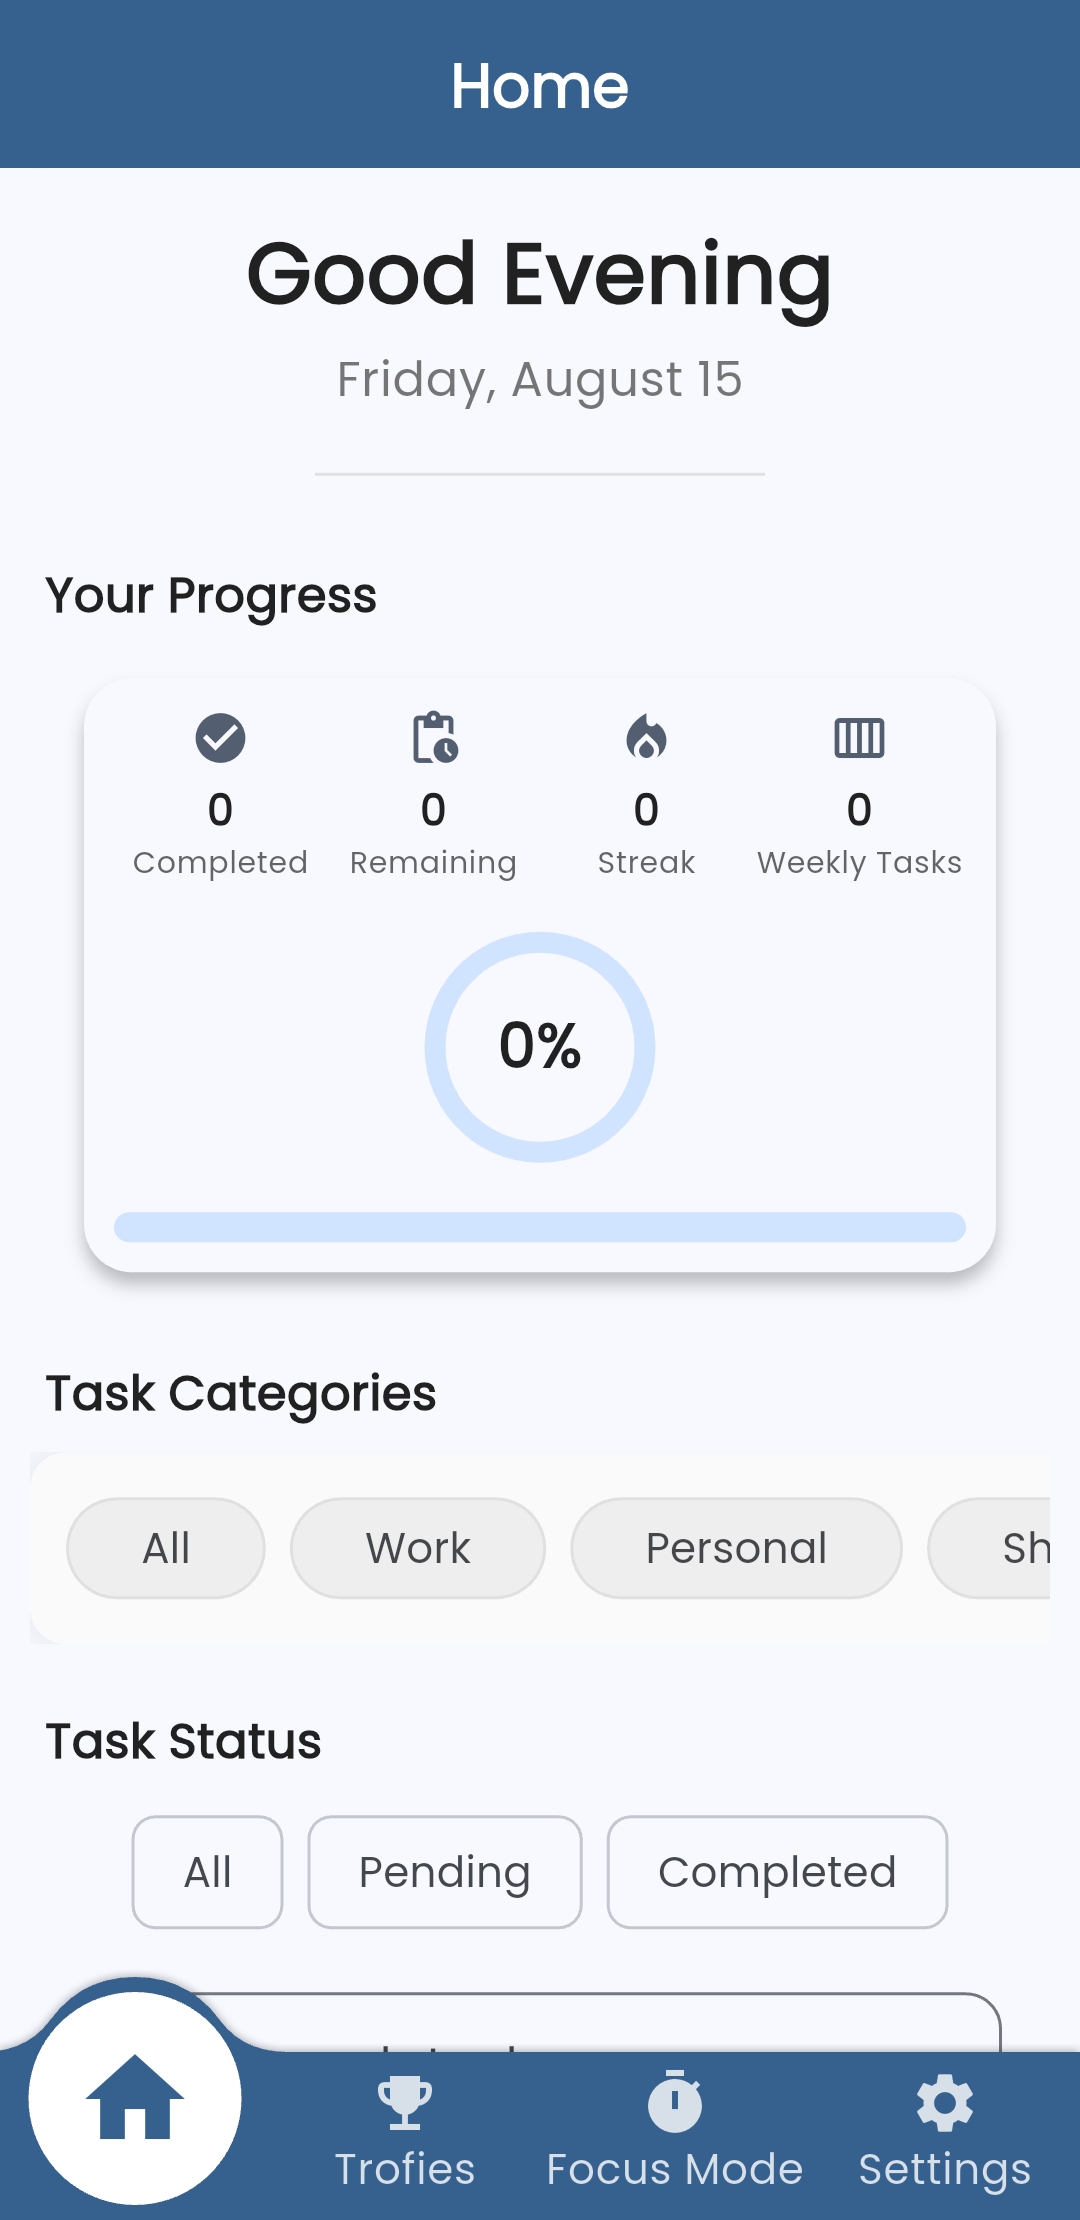 Home
Good Evening
Friday, August 15
Your Progress
0 0 0 0
Completed Remaining Streak Weekly Tasks
0%
Task Categories
All Work Personal Sh
Task Status
All Pending Completed
Trofies Focus Mode Settings